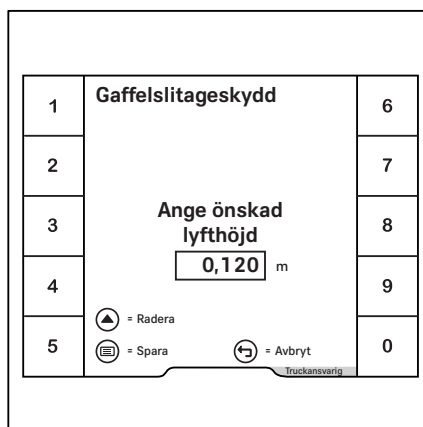 Gaffelslitageskydd
1
2
3
4
5
Ange önskad
lyfthöjd
0,120 m
= Radera
= Spara
= Avbryt
Truckansvarig
6
7
8
9
0